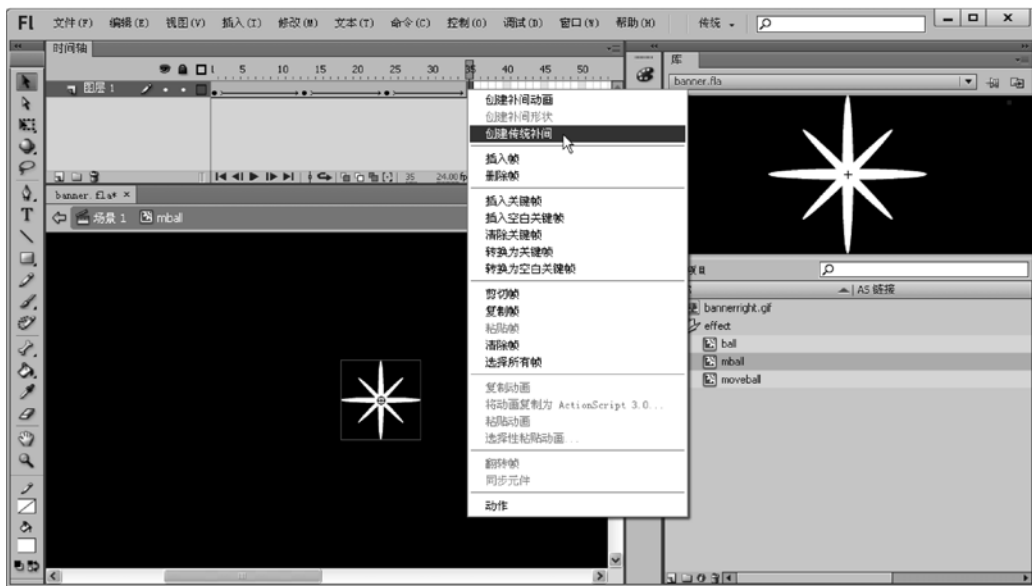 Fl 文件(F) 编辑(E) 视图(V) 插入(I) 修改(M) 文本(T) 命令(C) 控制(O) 调试(D) 窗口(W) 帮助(H) 传统
时间轴
1 5 10 15 20 25 30 35 40 45 50
图层 1
35 24.00 fp
banner.fla* ×
场景 1 mball
创建补间动画
创建补间形状
创建传统补间
插入帧
删除帧
插入关键帧
插入空白关键帧
清除关键帧
转换为关键帧
转换为空白关键帧
剪切帧
复制帧
粘贴帧
清除帧
选择所有帧
复制动画
将动画复制为 ActionScript 3.0...
粘贴动画
选择性粘贴动画...
翻转帧
同步元件
动作
库
banner.fla
AS 链接
bannerright.gif
effect
ball
mball
moveball
T